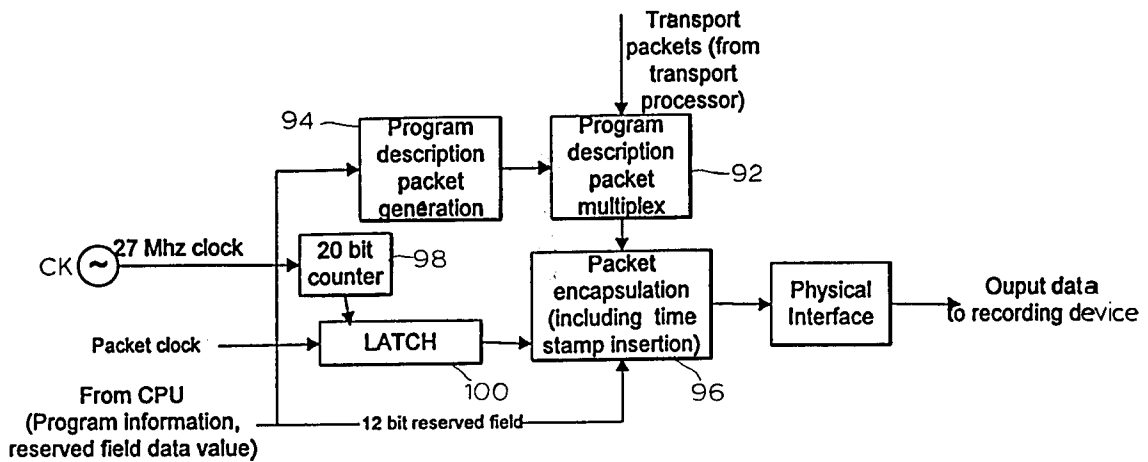 Transport
packets (from
transport
processor)
94
Program
description
packet
generation
Program
description
packet
multiplex
92
CK
~
27 Mhz clock
20 bit
counter
98
Packet
encapsulation
(including time
stamp insertion)
96
Physical
Interface
Ouput data
to recording device
Packet clock
LATCH
100
From CPU
(Program information,
reserved field data value)
12 bit reserved field